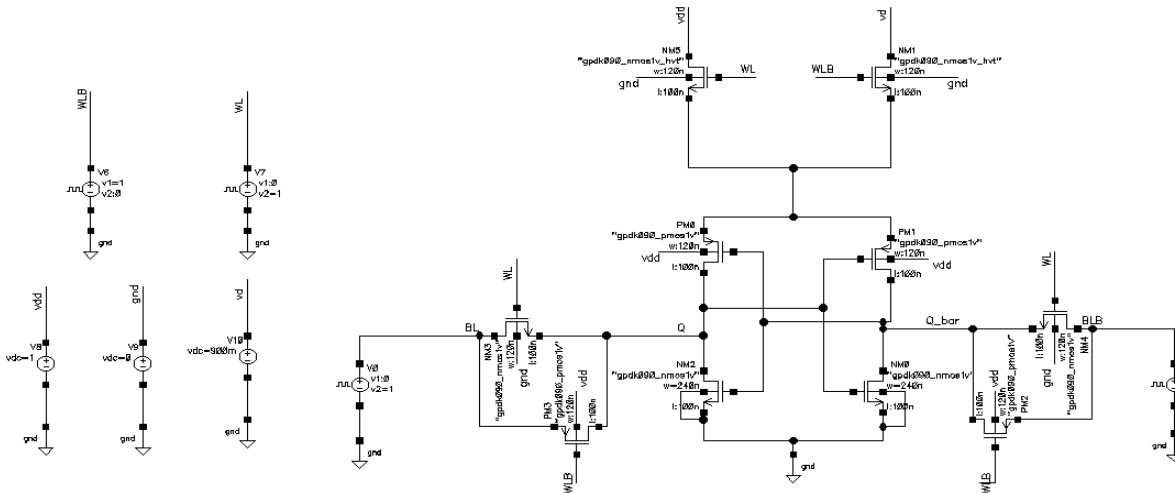 vdd
vd
NM5
"gpdk090_nmos1v_hvt"
w:120n
WL
gnd
l:100n
NM1
"gpdk090_nmos1v_hvt"
WLB
w:120n
gnd
l:100n
WLB
V6
v1=1
v2:0
gnd
WL
V7
v1:0
v2=1
gnd
PM0
"gpdk090_pmos1v"
w:120n
vdd
l:100n
PM1
"gpdk090_pmos1v"
w:120n
vdd
l:100n
vdd
V8
vdc=1
gnd
gnd
V9
vdc=0
gnd
vd
V10
vdc=900m
gnd
WL
BL
NM3
"gpdk090_nmos1v"
w:120n
l:100n
gnd
Q
V0
v1:0
v2=1
gnd
vdd
PM3
"gpdk090_pmos1v"
w:120n
l:100n
WLB
NM2
"gpdk090_nmos1v"
w=240n
l:100n
NM0
"gpdk090_nmos1v"
w=240n
l:100n
gnd
Q_bar
WL
BLB
NM4
"gpdk090_nmos1v"
w:120n
l:100n
gnd
vdd
PM2
"gpdk090_pmos1v"
w:120n
l:100n
WLB
gnd